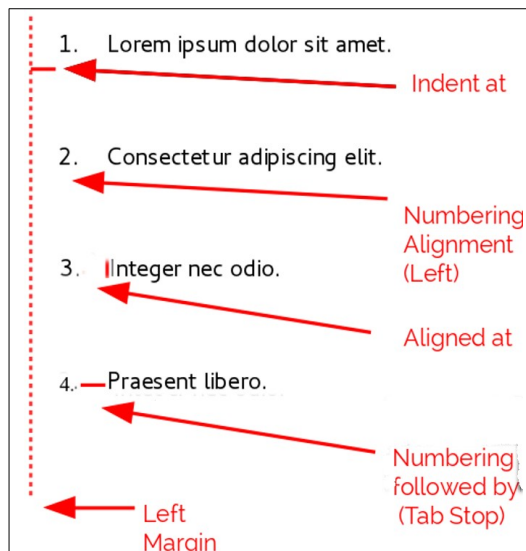 1. Lorem ipsum dolor sit amet.
Indent at
2. Consectetur adipiscing elit.
Numbering
Alignment
(Left)
3. Integer nec odio.
Aligned at
4. Praesent libero.
Numbering
followed by
(Tab Stop)
Left
Margin